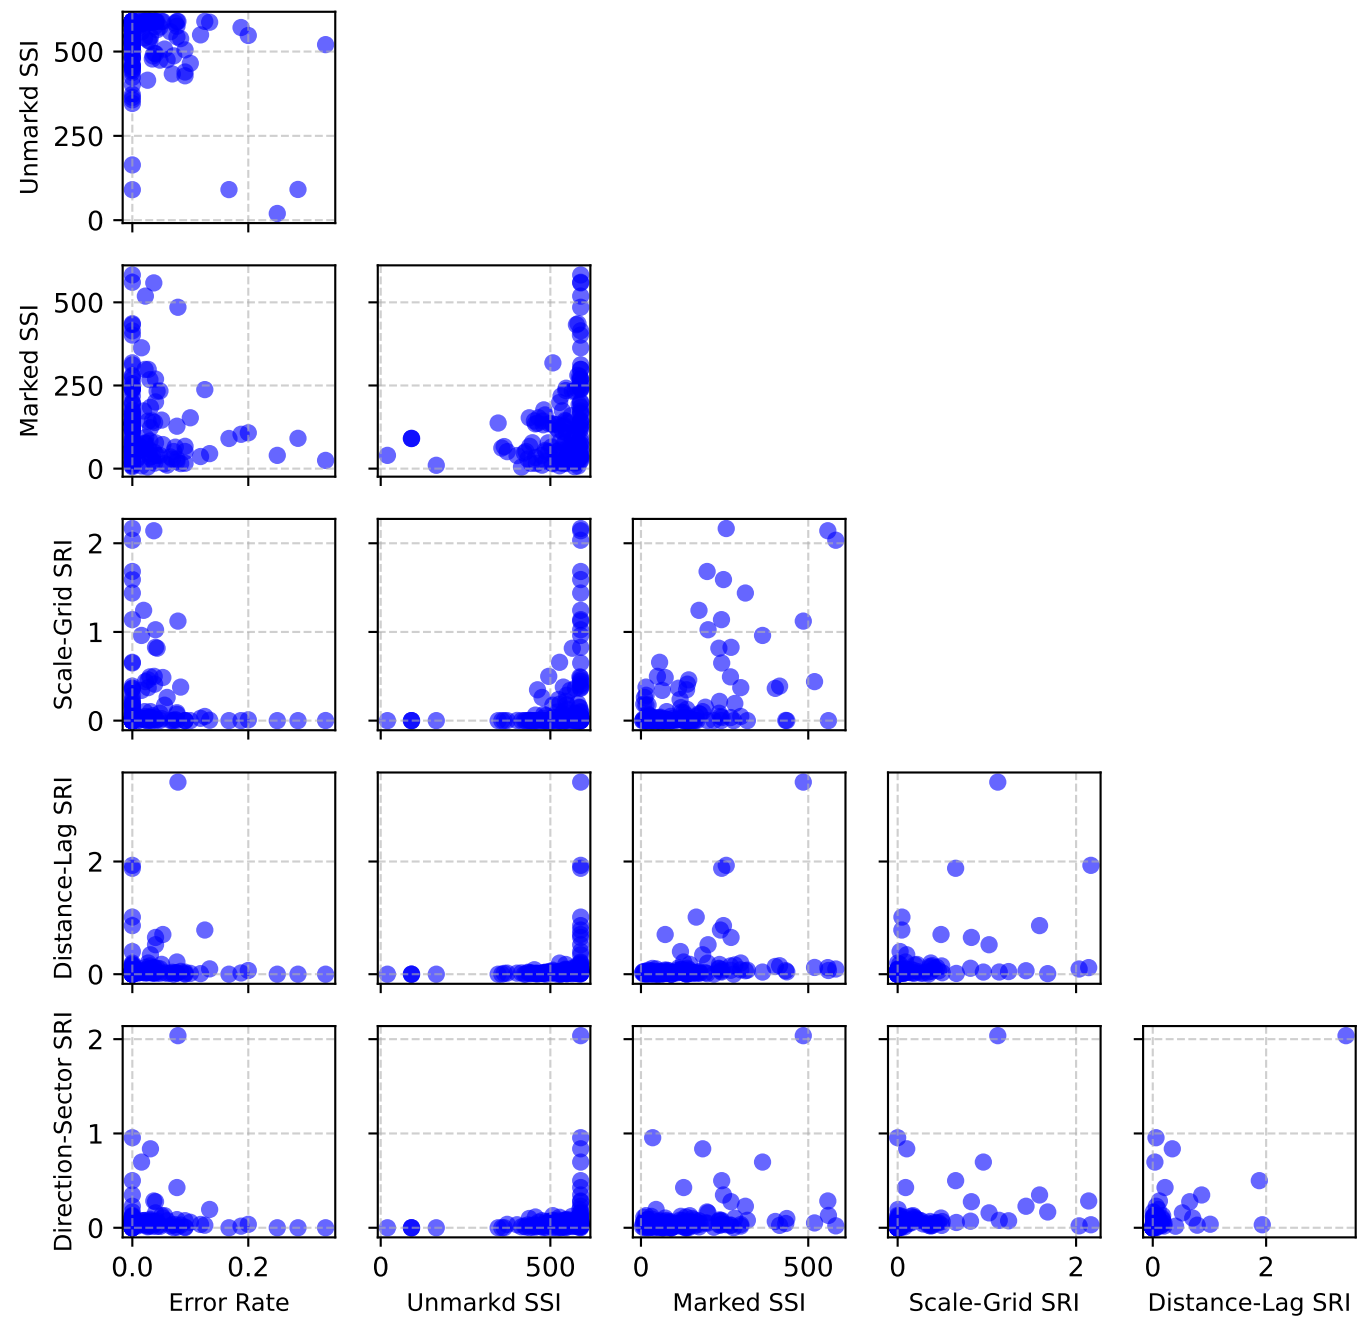 Unmarkd SSI
500
250
0
Marked SSI
500
250
0
Scale-Grid SRI
2
1
0
Distance-Lag SRI
2
0
Direction-Sector SRI
2
1
0
0.0 0.2 0 500 0 500 0 2 0 2
Error Rate Unmarkd SSI Marked SSI Scale-Grid SRI Distance-Lag SRI